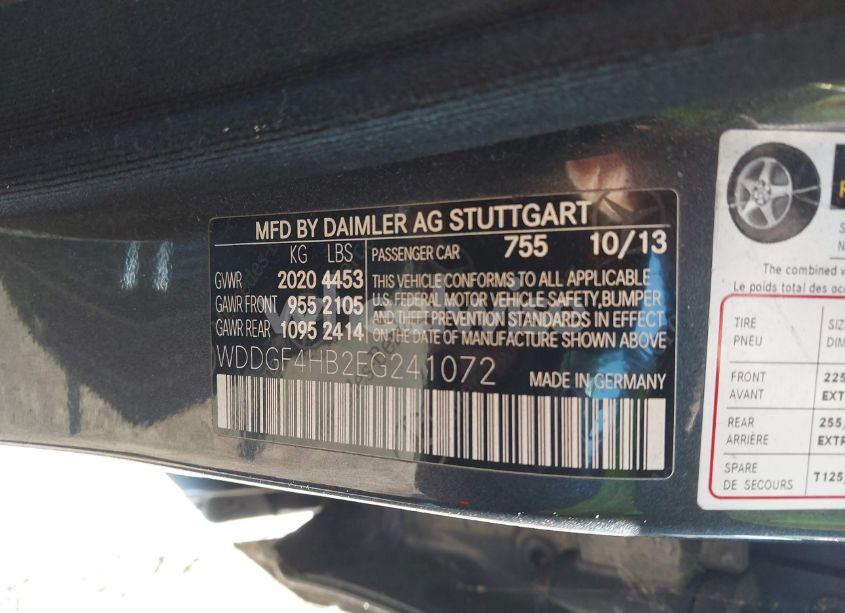 MFD BY DAIMLER AG STUTTGART
KG LBS
PASSENGER CAR 755 10/13
GVWR 2020 4453
GAWR FRONT 955 2105
GAWR REAR 1095 2414
THIS VEHICLE CONFORMS TO ALL APPLICABLE
U.S. FEDERAL MOTOR VEHICLE SAFETY, BUMPER
AND THEFT PREVENTION STANDARDS IN EFFECT
ON THE DATE OF MANUFACTURE SHOWN ABOVE
WDDGF4HB2EG241072
MADE IN GERMANY
The combined
Le poids total des
TIRE
PNEU
FRONT 225
AVANT
REAR 255/
ARRIÈRE EXTR
SPARE
DE SECOURS T125/